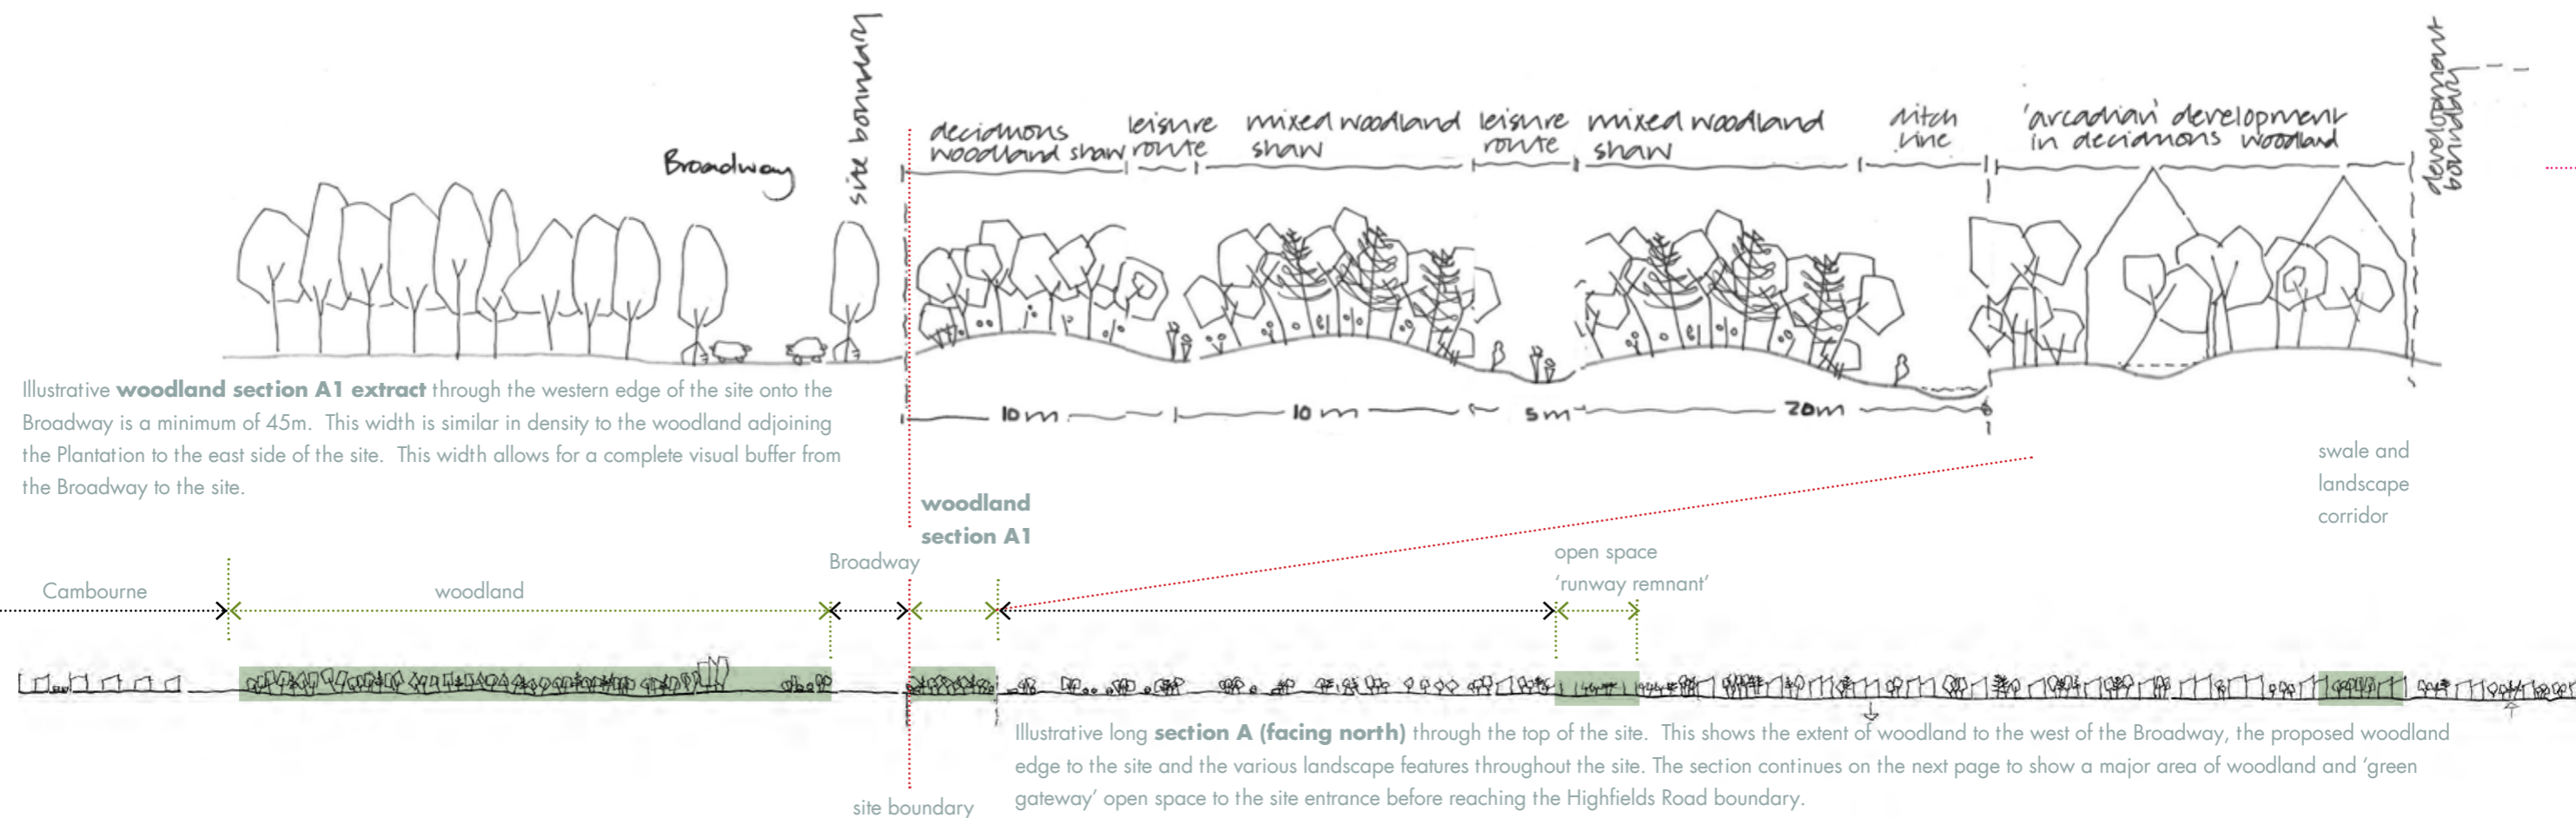 site boundary
development
boundary
Broadway
deciduous
woodland shaw
leisure
route
mixed woodland
shaw
leisure
route
mixed woodland
shaw
ditch
line
'arcadian' development
in deciduous woodland
10m
10m
5m
20m
Illustrative woodland section A1 extract through the western edge of the site onto the
Broadway is a minimum of 45m. This width is similar in density to the woodland adjoining
the Plantation to the east side of the site. This width allows for a complete visual buffer from
the Broadway to the site.
swale and
landscape
corridor
woodland
section A1
Broadway
open space
'runway remnant'
Cambourne
woodland
Illustrative long section A (facing north) through the top of the site. This shows the extent of woodland to the west of the Broadway, the proposed woodland
edge to the site and the various landscape features throughout the site. The section continues on the next page to show a major area of woodland and 'green
gateway' open space to the site entrance before reaching the Highfields Road boundary.
site boundary